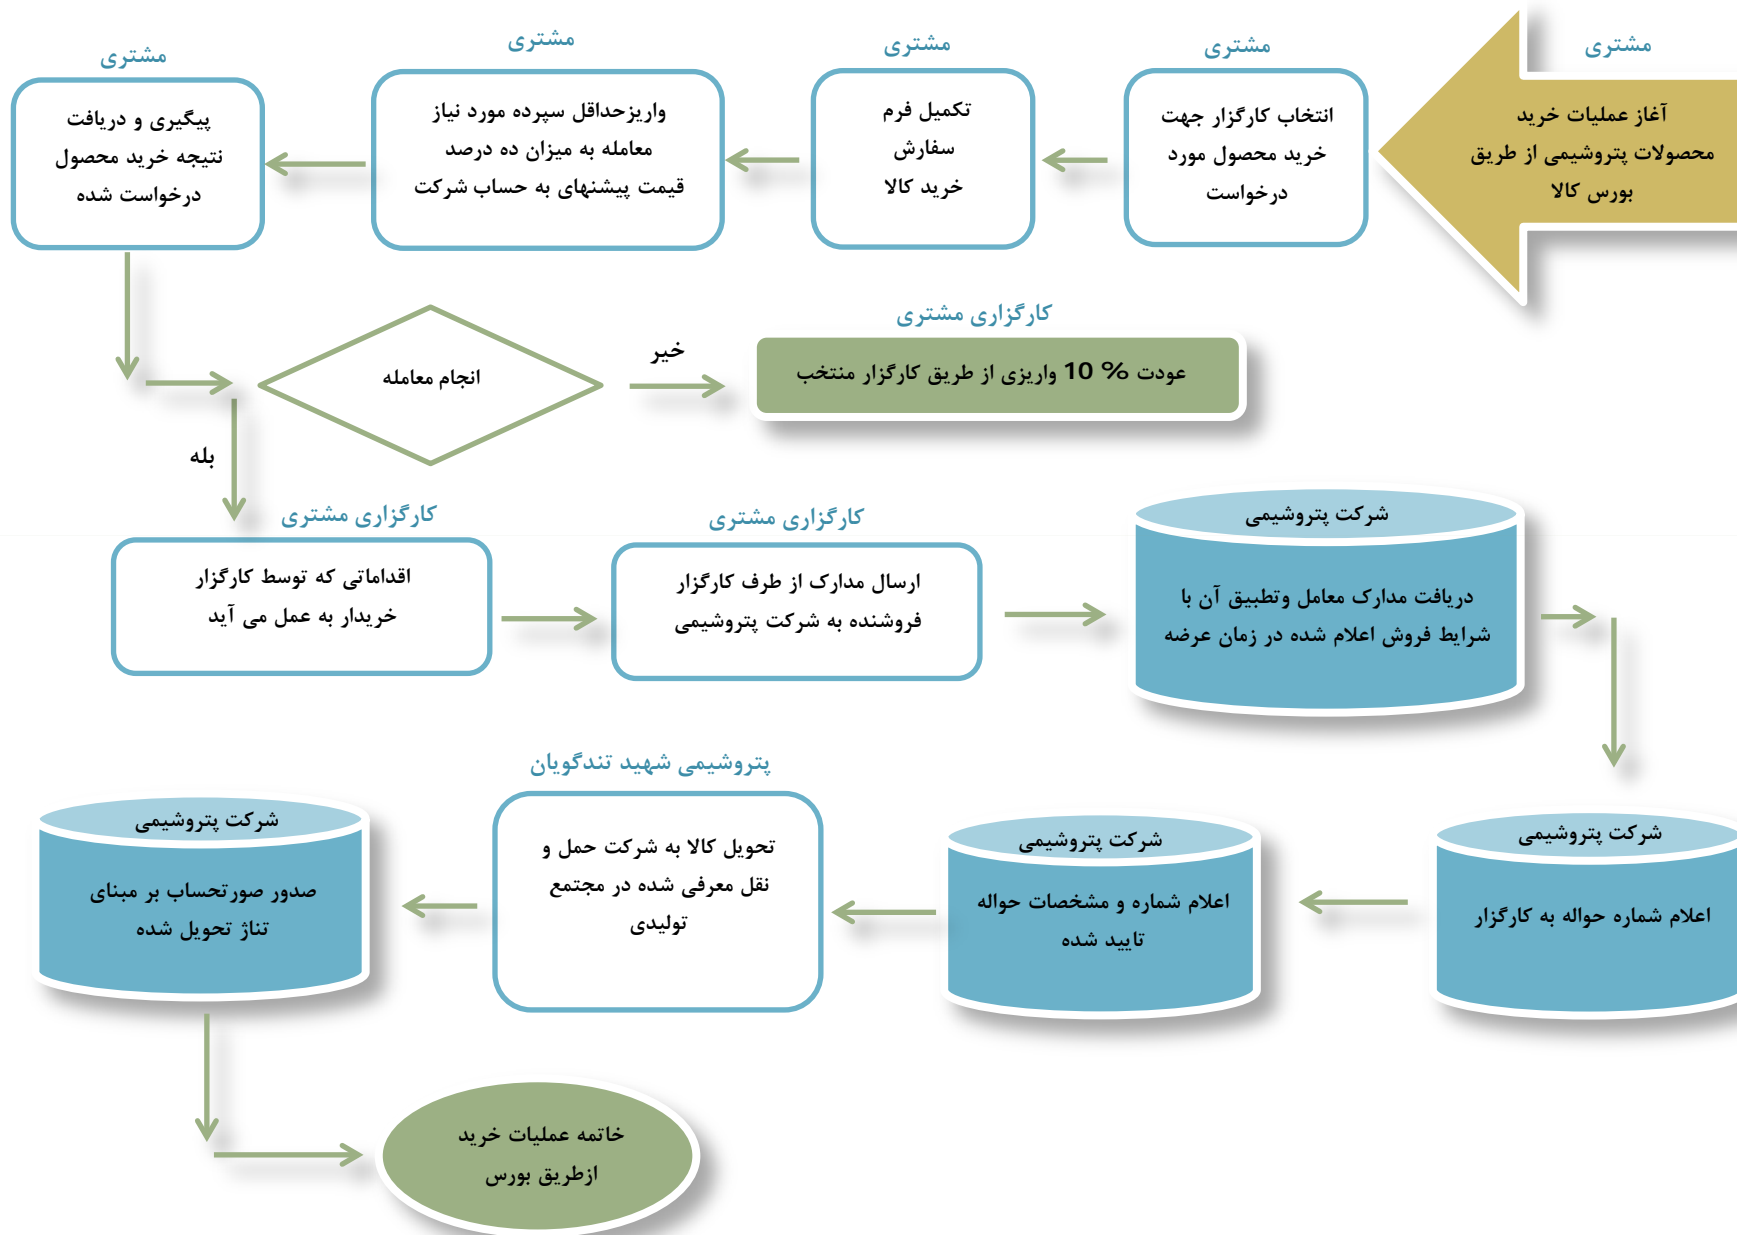 مشتری
آغاز عملیات خرید
محصولات پتروشیمی از طریق
بورس کالا
مشتری
انتخاب کارگزار جهت
خرید محصول مورد
درخواست
مشتری
تکمیل فرم
سفارش
خرید کالا
مشتری
واریزحداقل سپرده مورد نیاز
معامله به میزان ده درصد
قیمت پیشنهای به حساب شرکت
مشتری
پیگیری و دریافت
نتیجه خرید محصول
درخواست شده
انجام معامله
خیر
کارگزاری مشتری
عودت % 10 واریزی از طریق کارگزار منتخب
بله
کارگزاری مشتری
اقداماتی که توسط کارگزار
خریدار به عمل می آید
کارگزاری مشتری
ارسال مدارک از طرف کارگزار
فروشنده به شرکت پتروشیمی
شرکت پتروشیمی
دریافت مدارک معامل وتطبیق آن با
شرایط فروش اعلام شده در زمان عرضه
شرکت پتروشیمی
اعلام شماره حواله به کارگزار
شرکت پتروشیمی
اعلام شماره و مشخصات حواله
تایید شده
پتروشیمی شهید تندگویان
تحویل کالا به شرکت حمل و
نقل معرفی شده در مجتمع
تولیدی
شرکت پتروشیمی
صدور صورتحساب بر مبنای
تناژ تحویل شده
خاتمه عملیات خرید
ازطریق بورس